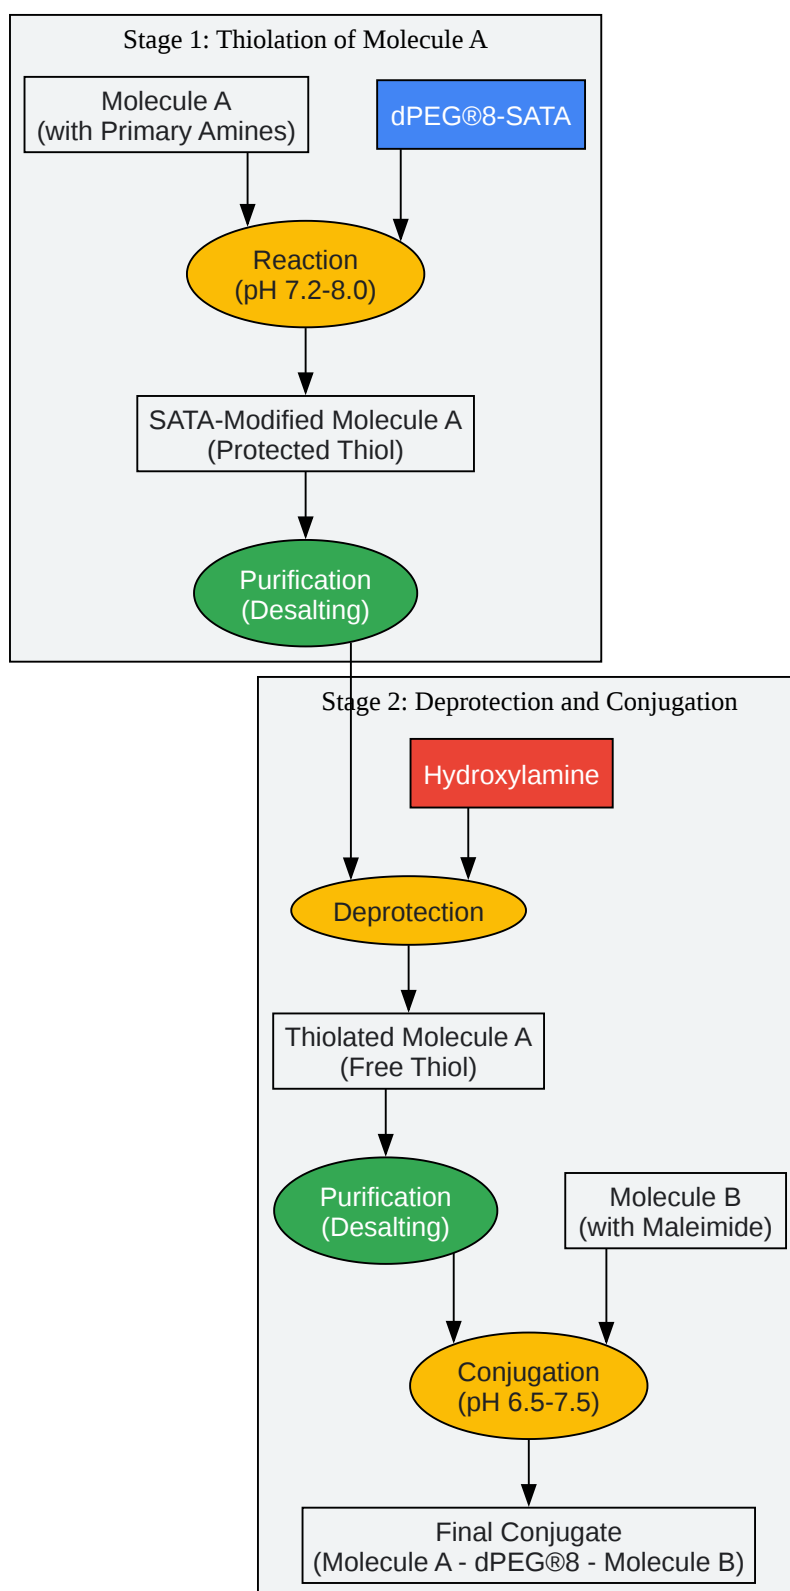 Stage 1: Thiolation of Molecule A
Molecule A
(with Primary Amines)
dPEG®8-SATA
Reaction
(pH 7.2-8.0)
SATA-Modified Molecule A
(Protected Thiol)
Purification
(Desalting)
Stage 2: Deprotection and Conjugation
Hydroxylamine
Deprotection
Thiolated Molecule A
(Free Thiol)
Purification
(Desalting)
Molecule B
(with Maleimide)
Conjugation
(pH 6.5-7.5)
Final Conjugate
(Molecule A - dPEG®8 - Molecule B)